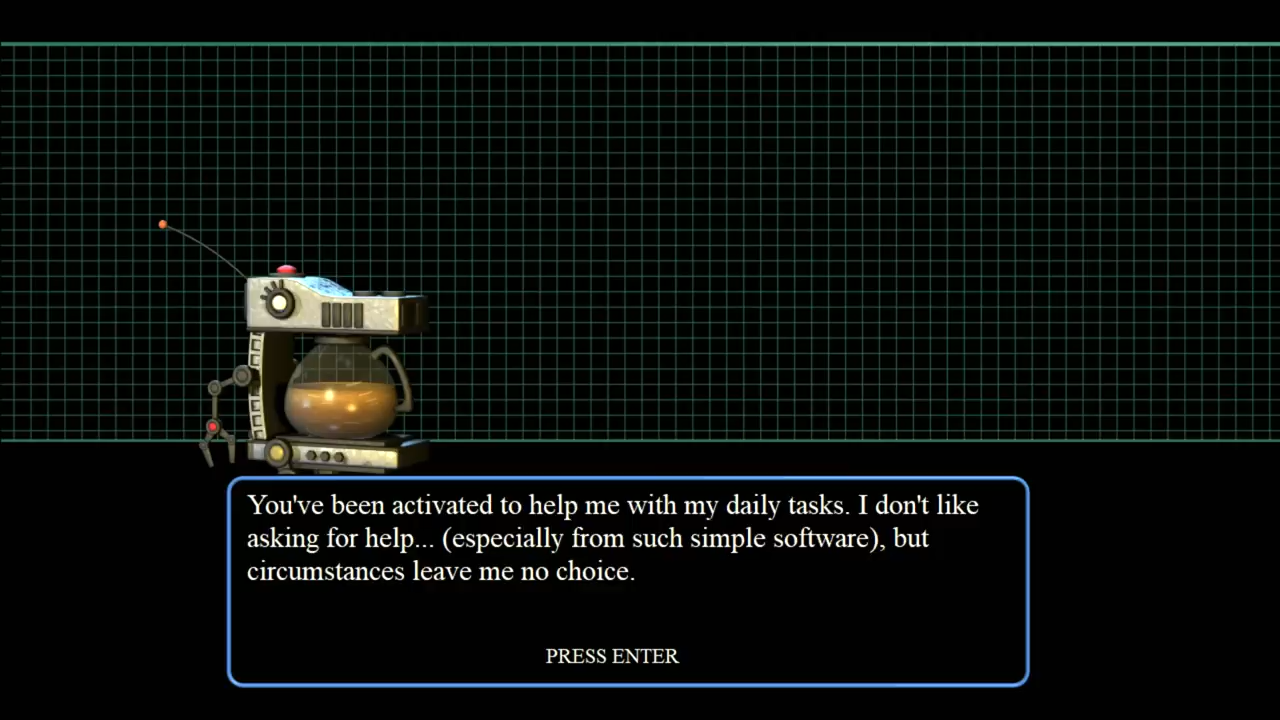 You've been activated to help me with my daily tasks. I don't like
asking for help... (especially from such simple software), but
circumstances leave me no choice.
PRESS ENTER